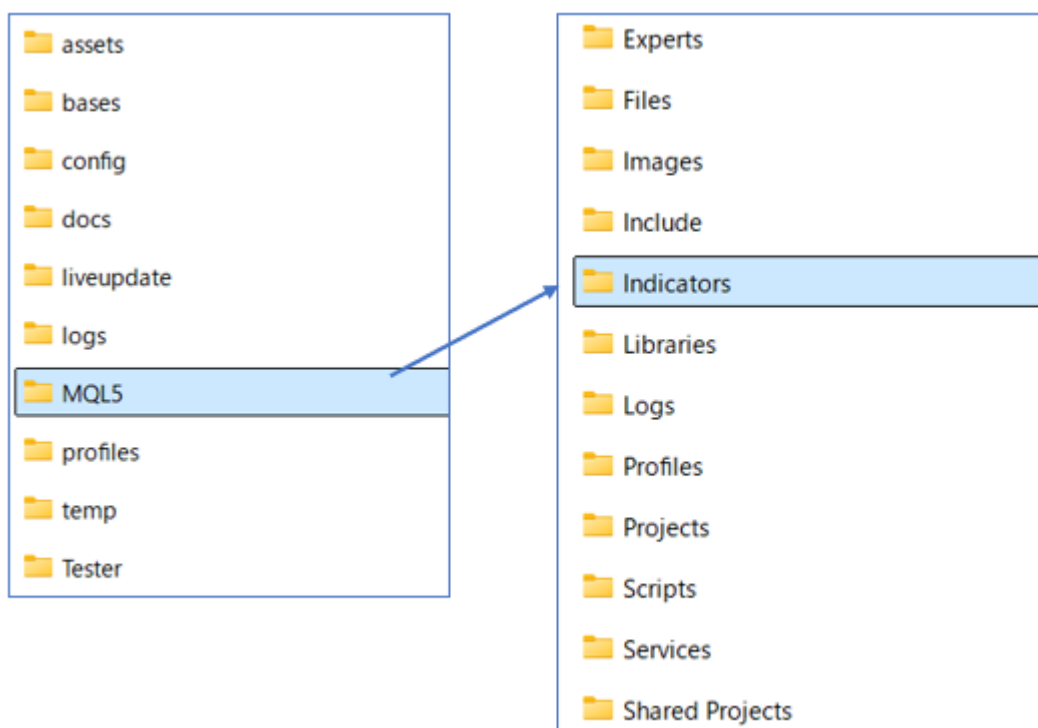 assets
bases
config
docs
liveupdate
logs
MQL5
profiles
temp
Tester
Experts
Files
Images
Include
Indicators
Libraries
Logs
Profiles
Projects
Scripts
Services
Shared Projects